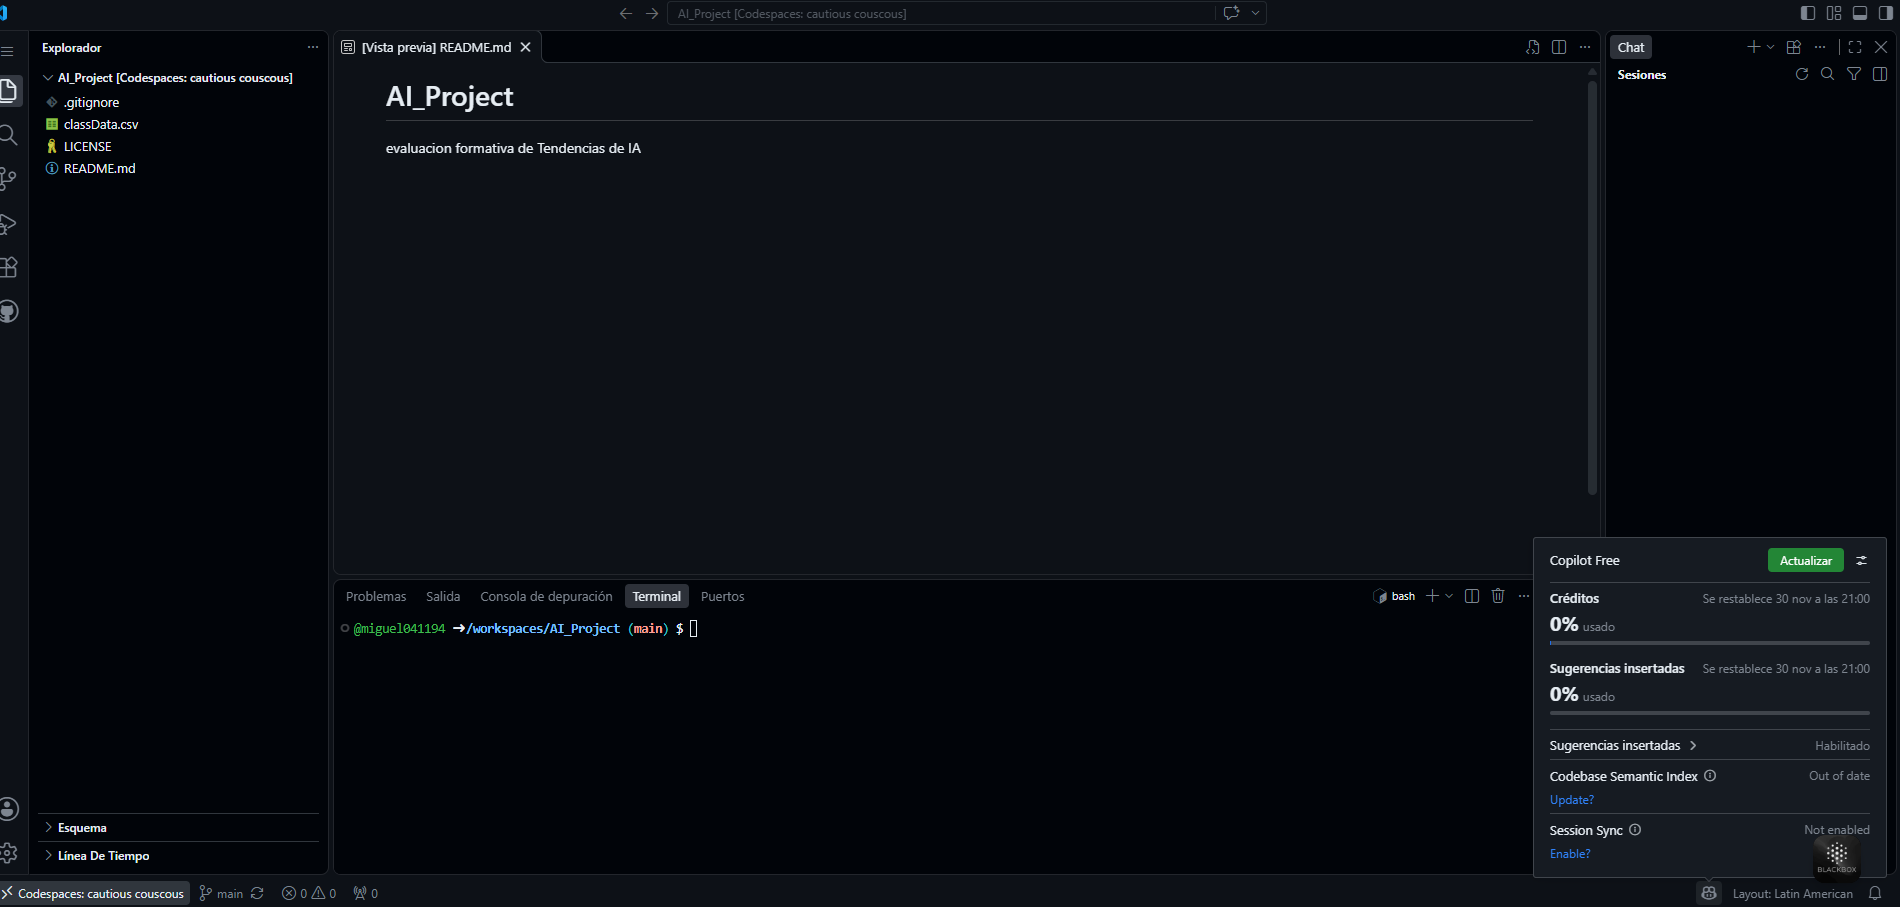 AI_Project [Codespaces: cautious couscous]
Explorador
AI_Project [Codespaces: cautious couscous]
.gitignore
classData.csv
LICENSE
README.md
Esquema
Línea De Tiempo
[Vista previa] README.md
AI_Project
evaluacion formativa de Tendencias de IA
Problemas
Salida
Consola de depuración
Terminal
Puertos
bash
@miguel041194 ➜/workspaces/AI_Project (main) $
Chat
Sesiones
Copilot Free
Actualizar
Créditos
Se restablece 30 nov a las 21:00
0% usado
Sugerencias insertadas
Se restablece 30 nov a las 21:00
0% usado
Sugerencias insertadas
Habilitado
Codebase Semantic Index
Out of date
Update?
Session Sync
Not enabled
Enable?
BLACKBOX
Codespaces: cautious couscous
main
0
0
0
Layout: Latin American